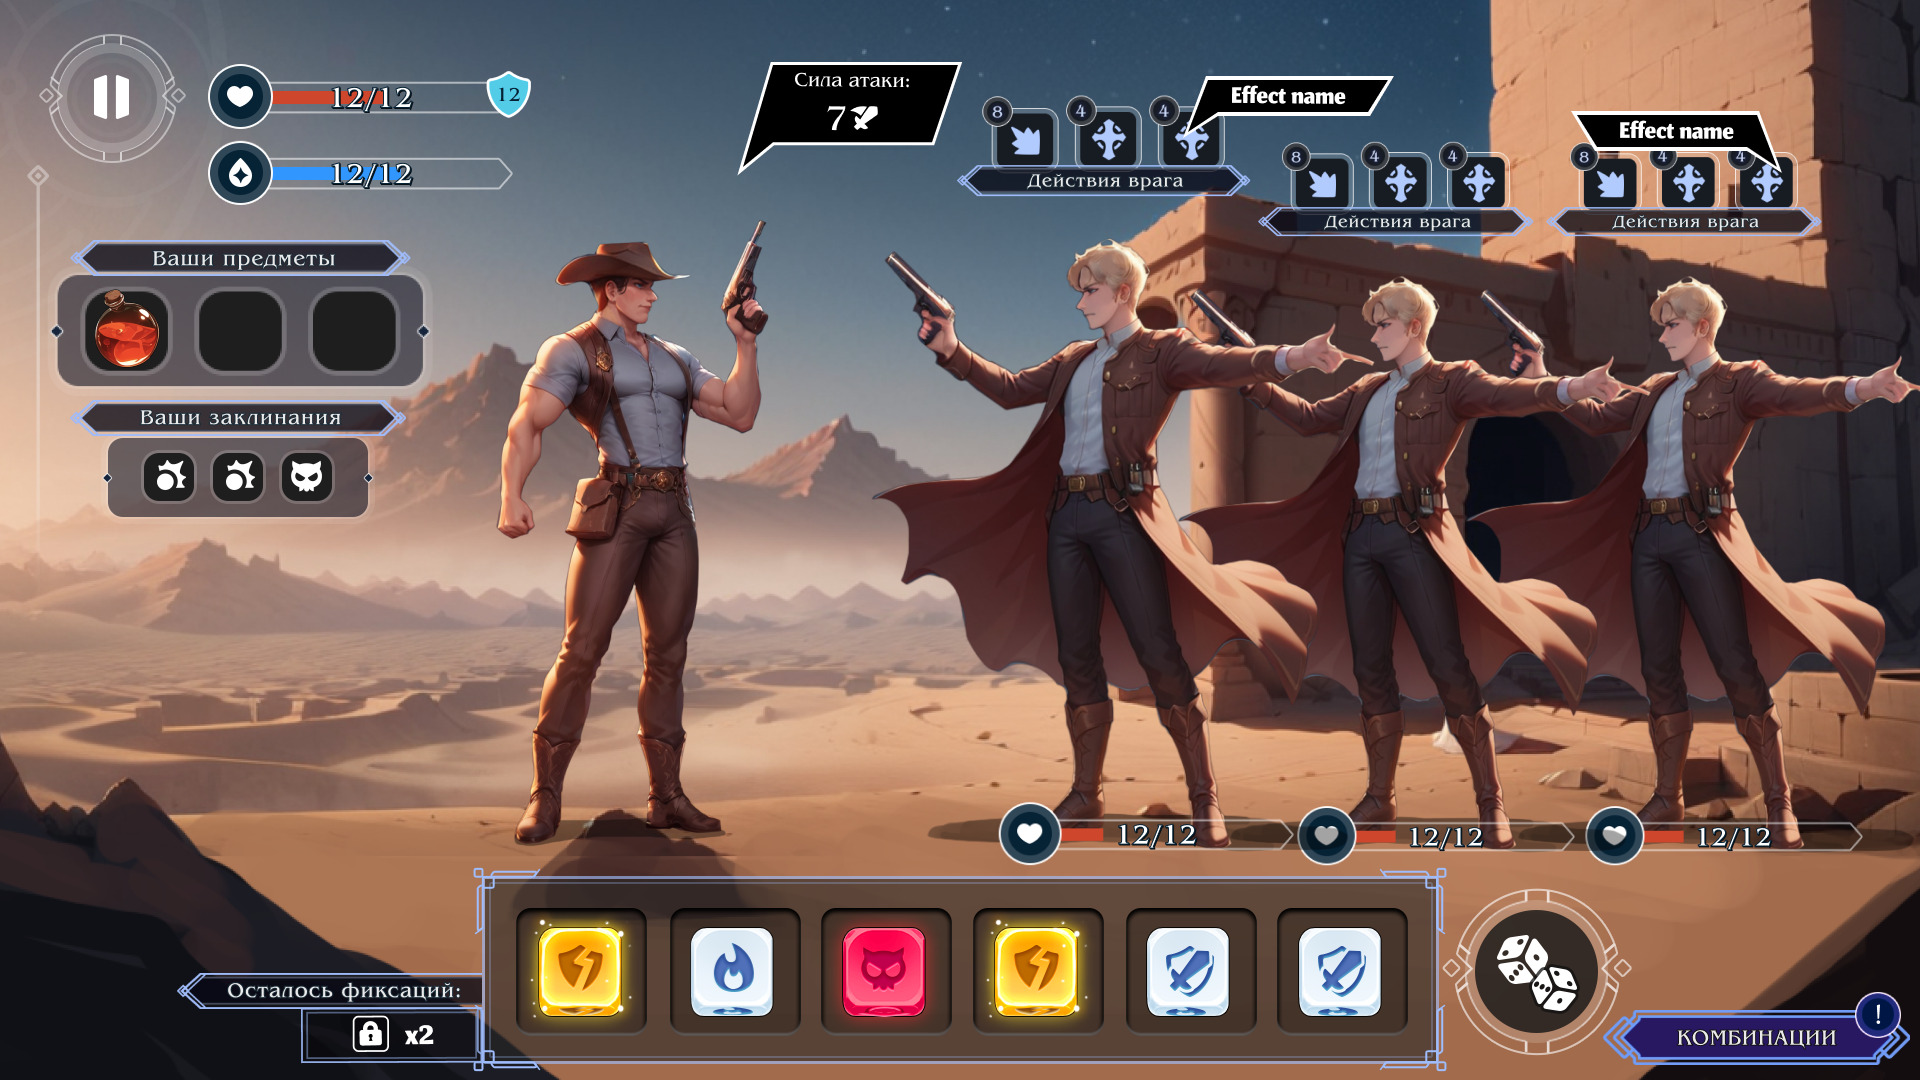 12/12
12
12/12
Ваши предметы
Ваши заклинания
Сила атаки:
7
8
4
4
Effect name
Действия врага
8
4
4
Действия врага
Effect name
8
4
4
Действия врага
12/12
12/12
12/12
Осталось фиксаций:
x2
!
КОМБИНАЦИИ